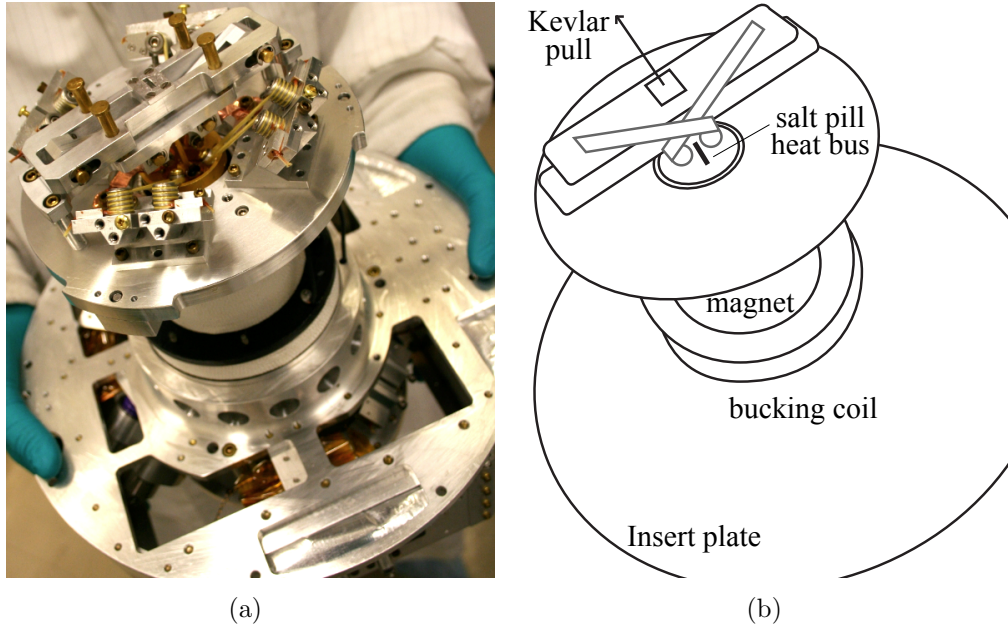 Kevlar
pull
salt pill
heat bus
magnet
bucking coil
Insert plate
(a)
(b)